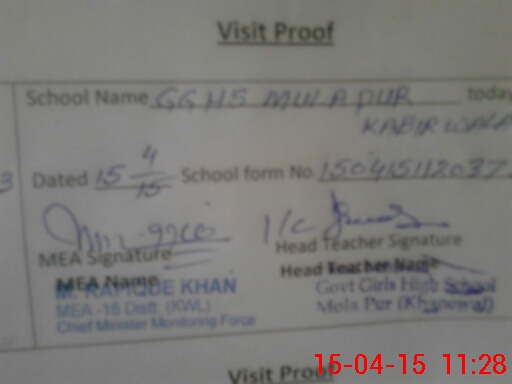 Visit Proof
School Name GGHS MULAPUR today
KABIRWALA
3 Dated 15 4/15 School form No 150415112037
I/c
MEA Signature
Head Teacher Signature
MEA Name
Head Teacher Name
M. RAFIQUE KHAN
Govt Girls High School
MEA -18 Distt: (KWL)
Mola Pur (Khanewal)
Chief Minister Monitoring Force
Visit Proof
15-04-15 11:28